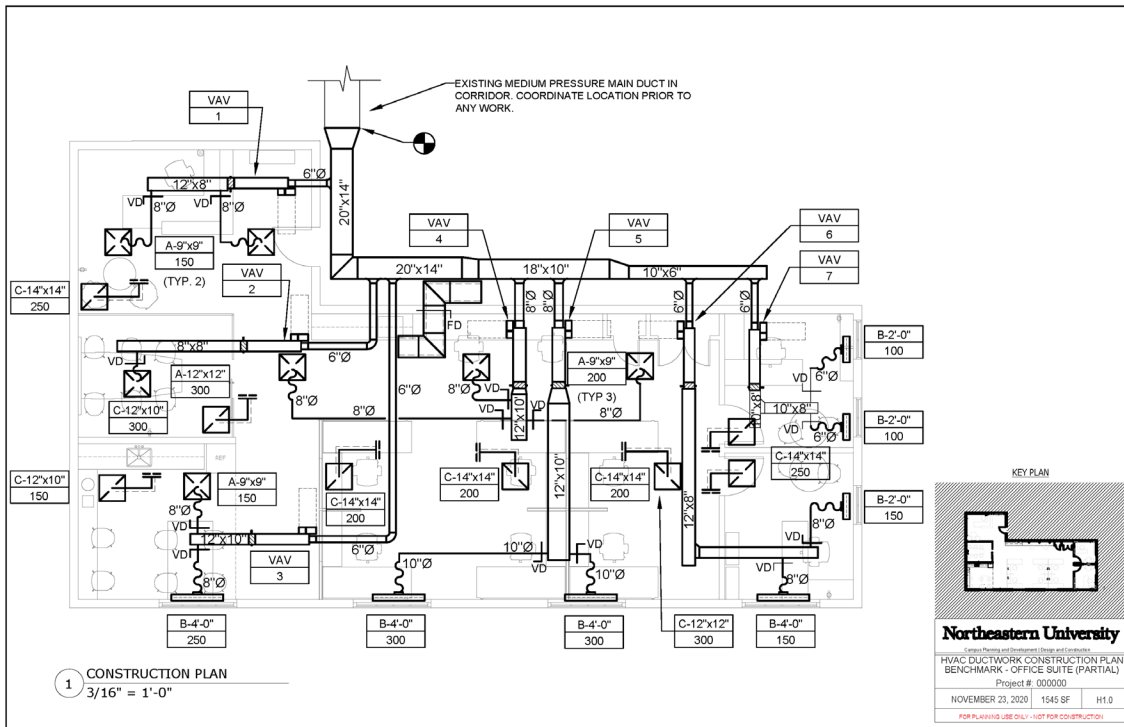 EXISTING MEDIUM PRESSURE MAIN DUCT IN
CORRIDOR. COORDINATE LOCATION PRIOR TO
ANY WORK.
VAV
1
6"Ø
12"x8"
VD
8"Ø
VD
8"Ø
20"x14"
A-9"x9"
150
(TYP. 2)
VAV
2
C-14"x14"
250
VAV
4
VAV
5
VAV
6
VAV
7
20"x14"
18"x10"
10"x6"
8"Ø
8"Ø
6"Ø
6"Ø
FD
8"x8"
6"Ø
VD
A-12"x12"
300
C-12"x10"
300
8"Ø
8"Ø
6"Ø
8"Ø
VD
VD
VD
12"x10"
A-9"x9"
200
(TYP 3)
8"Ø
8"Ø
B-2'-0"
100
VD
6"Ø
10"x8"
10"x8"
VD
6"Ø
B-2'-0"
100
C-14"x14"
250
C-12"x10"
150
REF
A-9"x9"
150
8"Ø
VD
12"x10"
VD
8"Ø
6"Ø
VAV
3
C-14"x14"
200
C-14"x14"
200
C-14"x14"
200
12"x10"
12"x8"
B-2'-0"
150
8"Ø
VD
VD
8"Ø
10"Ø
10"Ø
VD
VD
10"Ø
B-4'-0"
250
B-4'-0"
300
B-4'-0"
300
C-12"x12"
300
B-4'-0"
150
1
CONSTRUCTION PLAN
3/16" = 1'-0"
KEY PLAN
Northeastern University
Campus Planning and Development | Design and Construction
HVAC DUCTWORK CONSTRUCTION PLAN
BENCHMARK - OFFICE SUITE (PARTIAL)
Project #: 000000
NOVEMBER 23, 2020
1545 SF
H1.0
FOR PLANNING USE ONLY - NOT FOR CONSTRUCTION